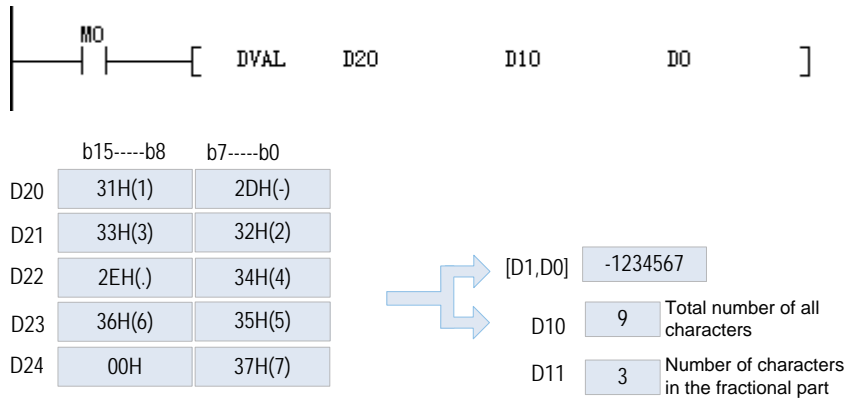 M0
[ DVAL D20 D10 D0 ]
b15-----b8 b7-----b0
D20 31H(1) 2DH(-)
D21 33H(3) 32H(2)
D22 2EH(.) 34H(4)
D23 36H(6) 35H(5)
D24 00H 37H(7)
[D1,D0] -1234567
D10 9 Total number of all
characters
D11 3 Number of characters
in the fractional part